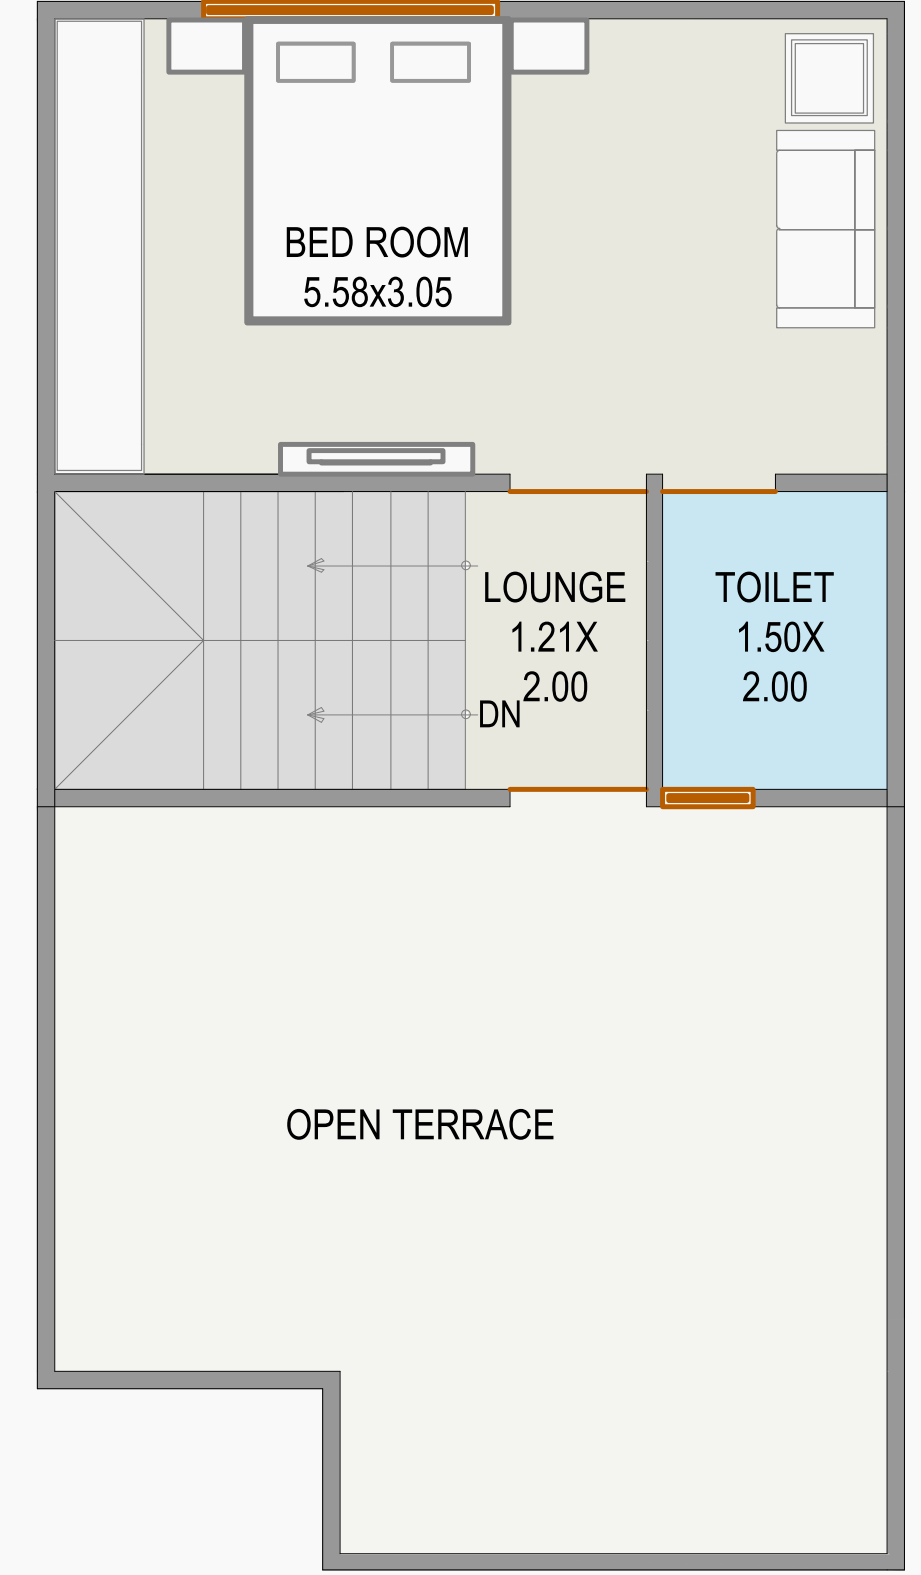 BED ROOM
5.58x3.05
LOUNGE
1.21X
2.00
TOILET
1.50X
2.00
DN
OPEN TERRACE